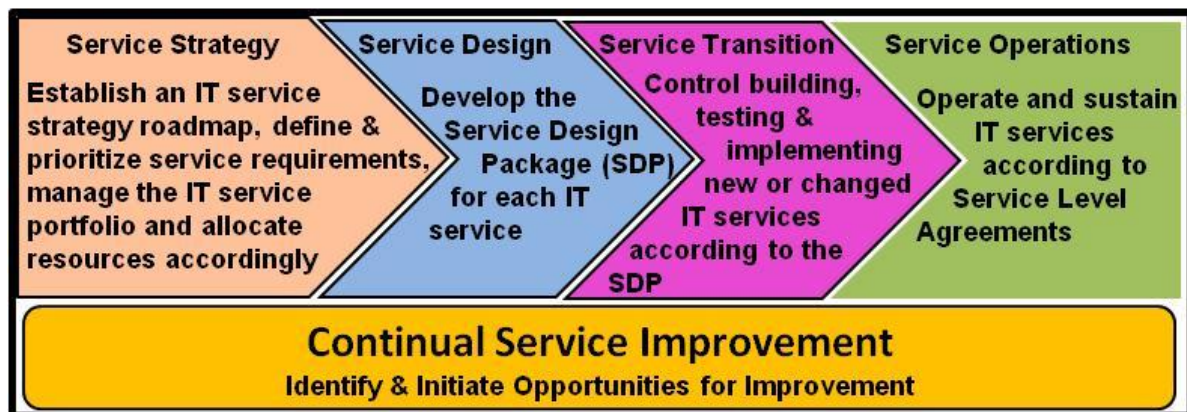 Service Strategy
Establish an IT service
strategy roadmap, define &
prioritize service requirements,
manage the IT service
portfolio and allocate
resources accordingly
Service Design
Develop the
Service Design
Package (SDP)
for each IT
service
Service Transition
Control building,
testing &
implementing
new or changed
IT services
according to the
SDP
Service Operations
Operate and sustain
IT services
according to
Service Level
Agreements
Continual Service Improvement
Identify & Initiate Opportunities for Improvement